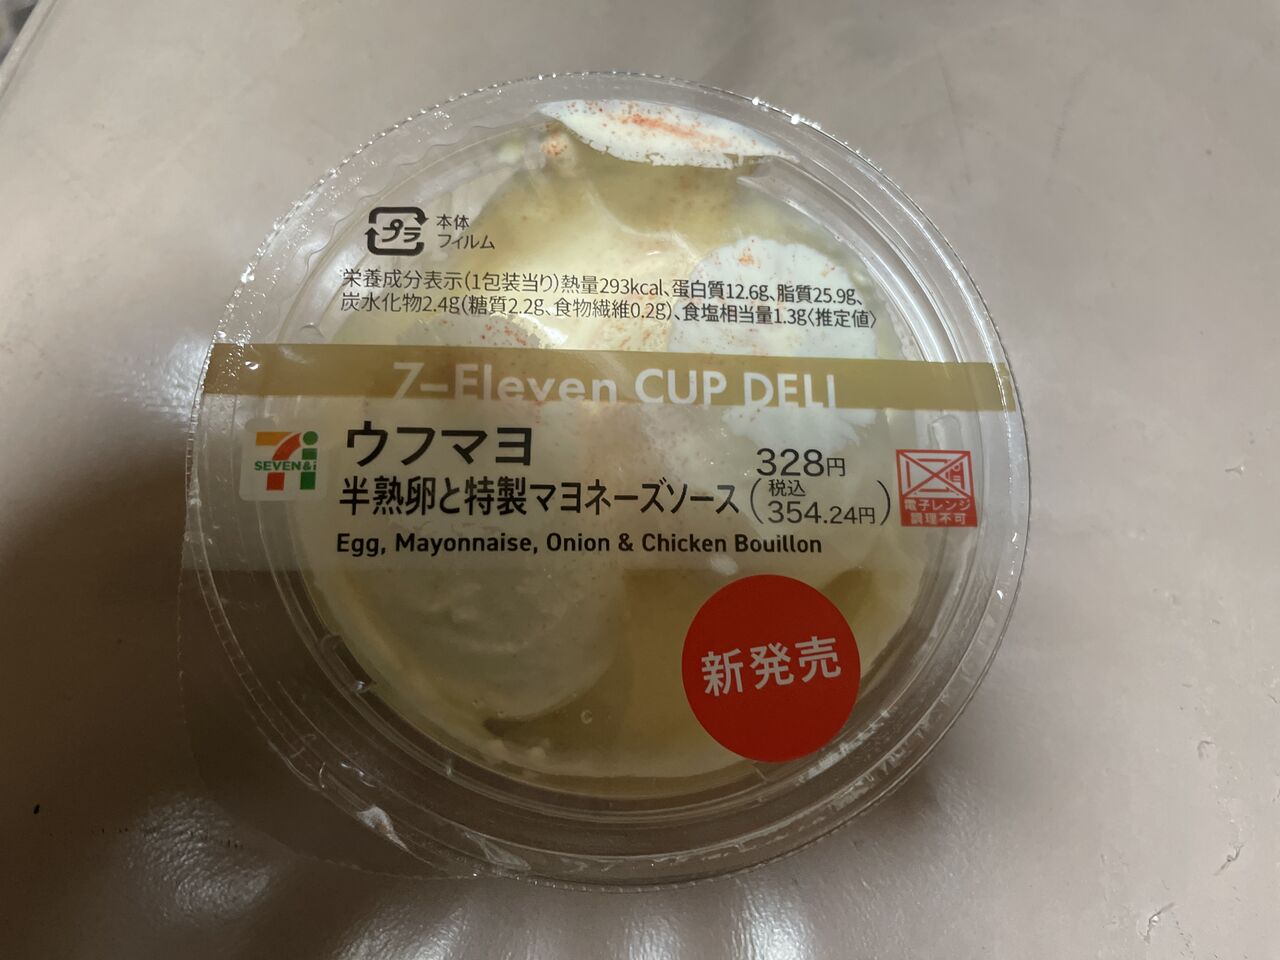 プラ
本体
フィルム
栄養成分表示(1包装当り)熱量293kcal、蛋白質12.6g、脂質25.9g、
炭水化物2.4g(糖質2.2g、食物繊維0.2g)、食塩相当量1.3g〈推定値〉
7-Eleven CUP DELI
SEVEN&i
ウフマヨ
半熟卵と特製マヨネーズソース
328円
(税込
354.24円)
電子レンジ
調理不可
Egg, Mayonnaise, Onion & Chicken Bouillon
新発売